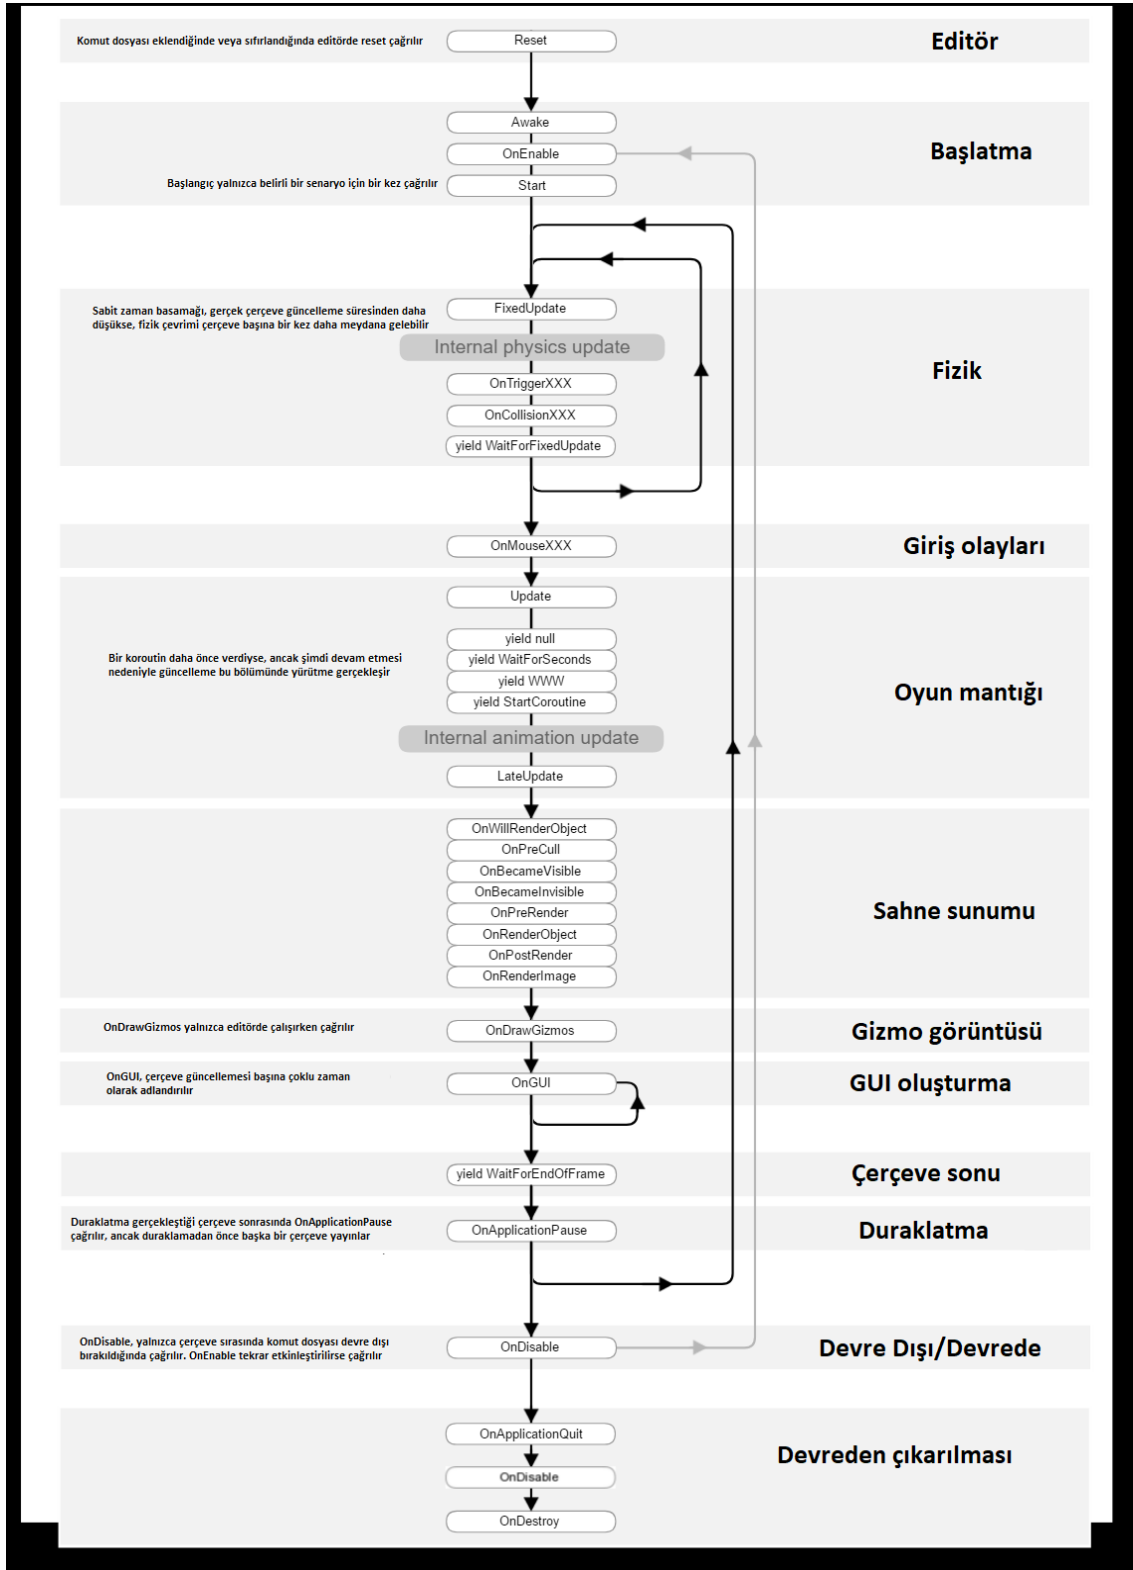 Komut dosyası eklendiğinde veya sıfırlandığında editörde reset çağrılır
Reset
Editör
Awake
OnEnable
Başlatma
Başlangıç yalnızca belirli bir senaryo için bir kez çağrılır
Start
Sabit zaman basamağı, gerçek çerçeve güncelleme süresinden daha
düşükse, fizik çevrimi çerçeve başına bir kez daha meydana gelebilir
FixedUpdate
Internal physics update
Fizik
OnTriggerXXX
OnCollisionXXX
yield WaitForFixedUpdate
OnMouseXXX
Giriş olayları
Update
yield null
Bir koroutin daha önce verdiyse, ancak şimdi devam etmesi
nedeniyle güncelleme bu bölümünde yürütme gerçekleşir
yield WaitForSeconds
yield WWW
yield StartCoroutine
Oyun mantığı
Internal animation update
LateUpdate
OnWillRenderObject
OnPreCull
OnBecameVisible
OnBecameInvisible
OnPreRender
Sahne sunumu
OnRenderObject
OnPostRender
OnRenderImage
OnDrawGizmos yalnızca editörde çalışırken çağrılır
OnDrawGizmos
Gizmo görüntüsü
OnGUI, çerçeve güncellemesi başına çoklu zaman
olarak adlandırılır
OnGUI
GUI oluşturma
yield WaitForEndOfFrame
Çerçeve sonu
Duraklatma gerçekleştiği çerçeve sonrasında OnApplicationPause
çağrılır, ancak duraklamadan önce başka bir çerçeve yayınlar
OnApplicationPause
Duraklatma
OnDisable, yalnızca çerçeve sırasında komut dosyası devre dışı
bırakıldığında çağrılır. OnEnable tekrar etkinleştirilirse çağrılır
OnDisable
Devre Dışı/Devrede
OnApplicationQuit
Devreden çıkarılması
OnDisable
OnDestroy